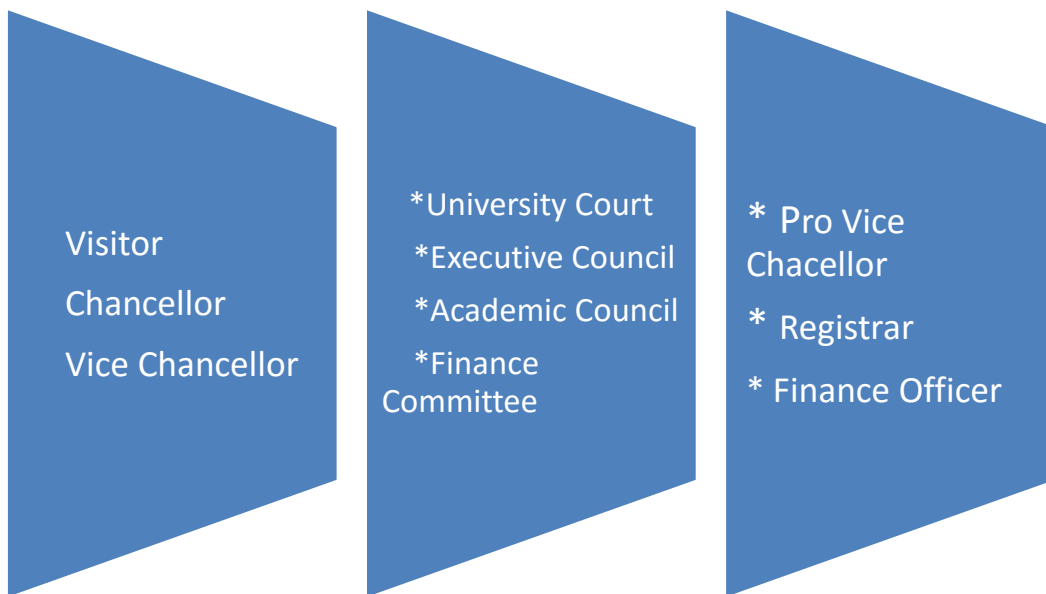 Visitor
Chancellor
Vice Chancellor
*University Court
*Executive Council
*Academic Council
*Finance
Committee
* Pro Vice
Chacellor
* Registrar
* Finance Officer